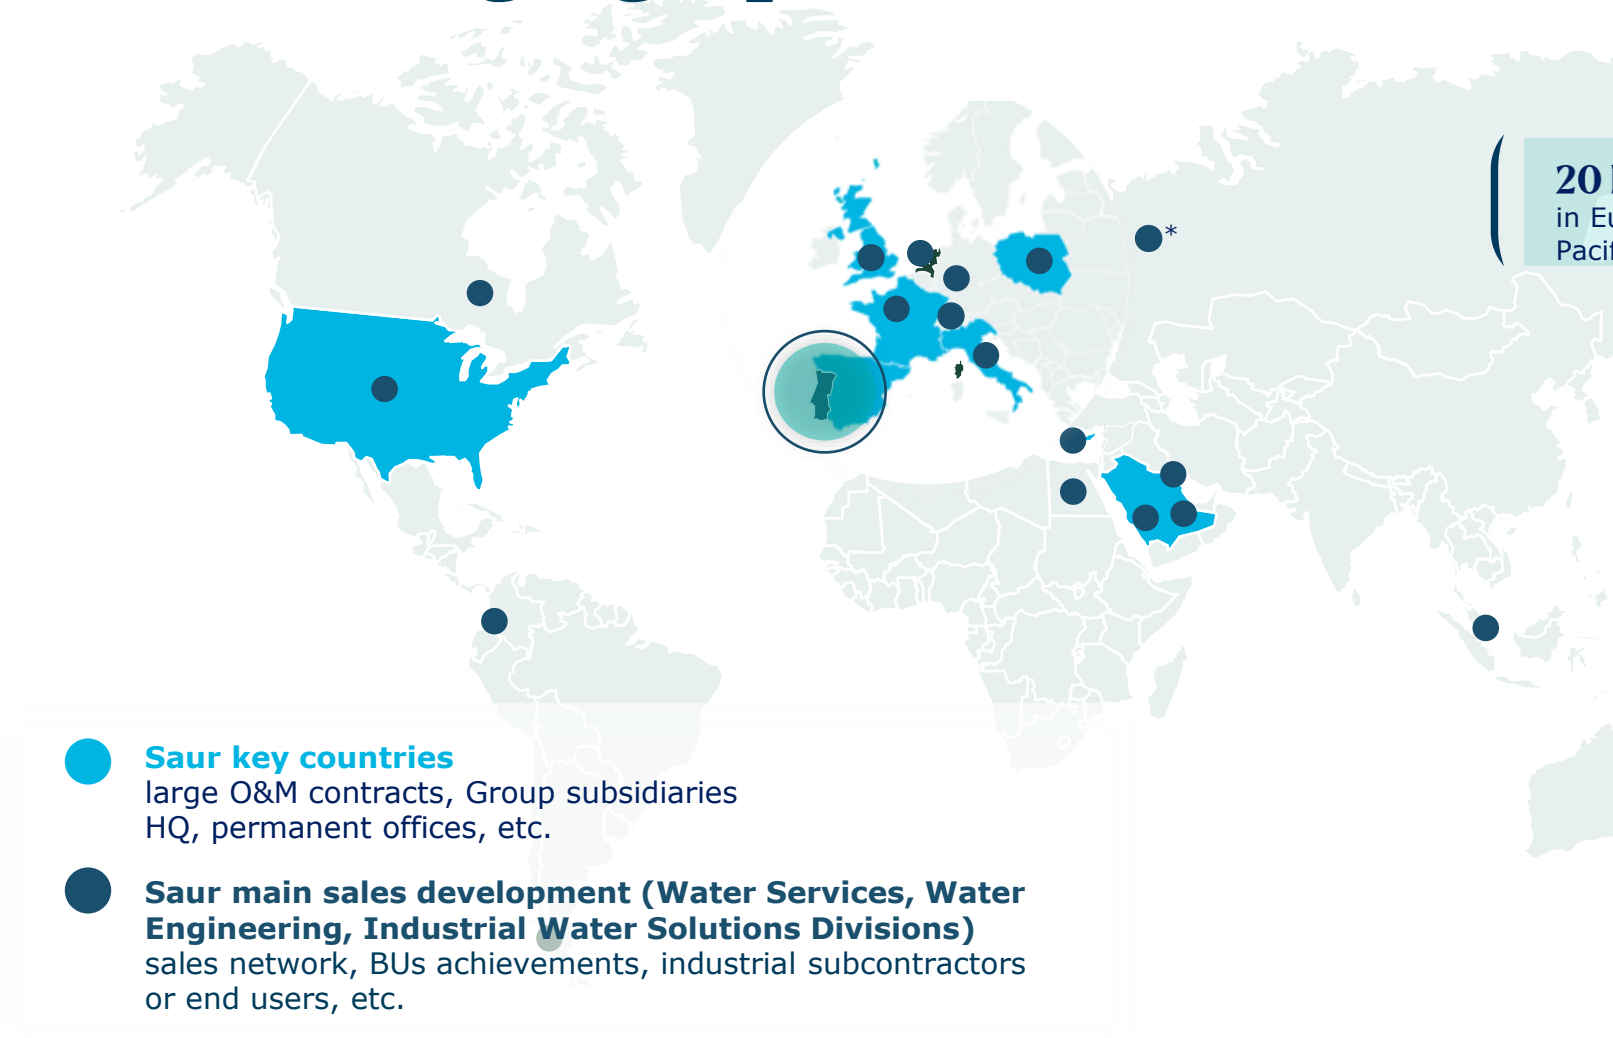 *
20
in Eu
Pacif
Saur key countries
large O&M contracts, Group subsidiaries
HQ, permanent offices, etc.
Saur main sales development (Water Services, Water
Engineering, Industrial Water Solutions Divisions)
sales network, BUs achievements, industrial subcontractors
or end users, etc.